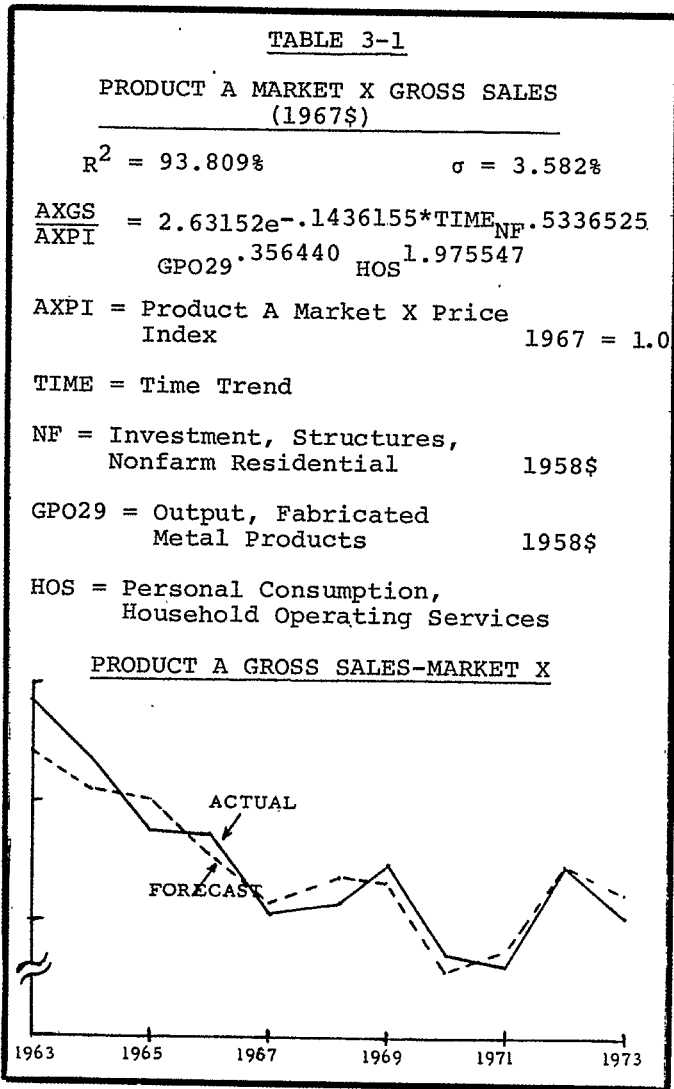 TABLE 3-1
PRODUCT A MARKET X GROSS SALES
(1967$)
R² = 93.809% σ = 3.582%
AXGS
AXPI = 2.63152e-.1436155*TIME NF.5336525
GPO29.356440 HOS1.975547
AXPI = Product A Market X Price
Index 1967 = 1.0
TIME = Time Trend
NF = Investment, Structures,
Nonfarm Residential 1958$
GPO29 = Output, Fabricated
Metal Products 1958$
HOS = Personal Consumption,
Household Operating Services
PRODUCT A GROSS SALES-MARKET X
ACTUAL
FORECAST
1963 1965 1967 1969 1971 1973